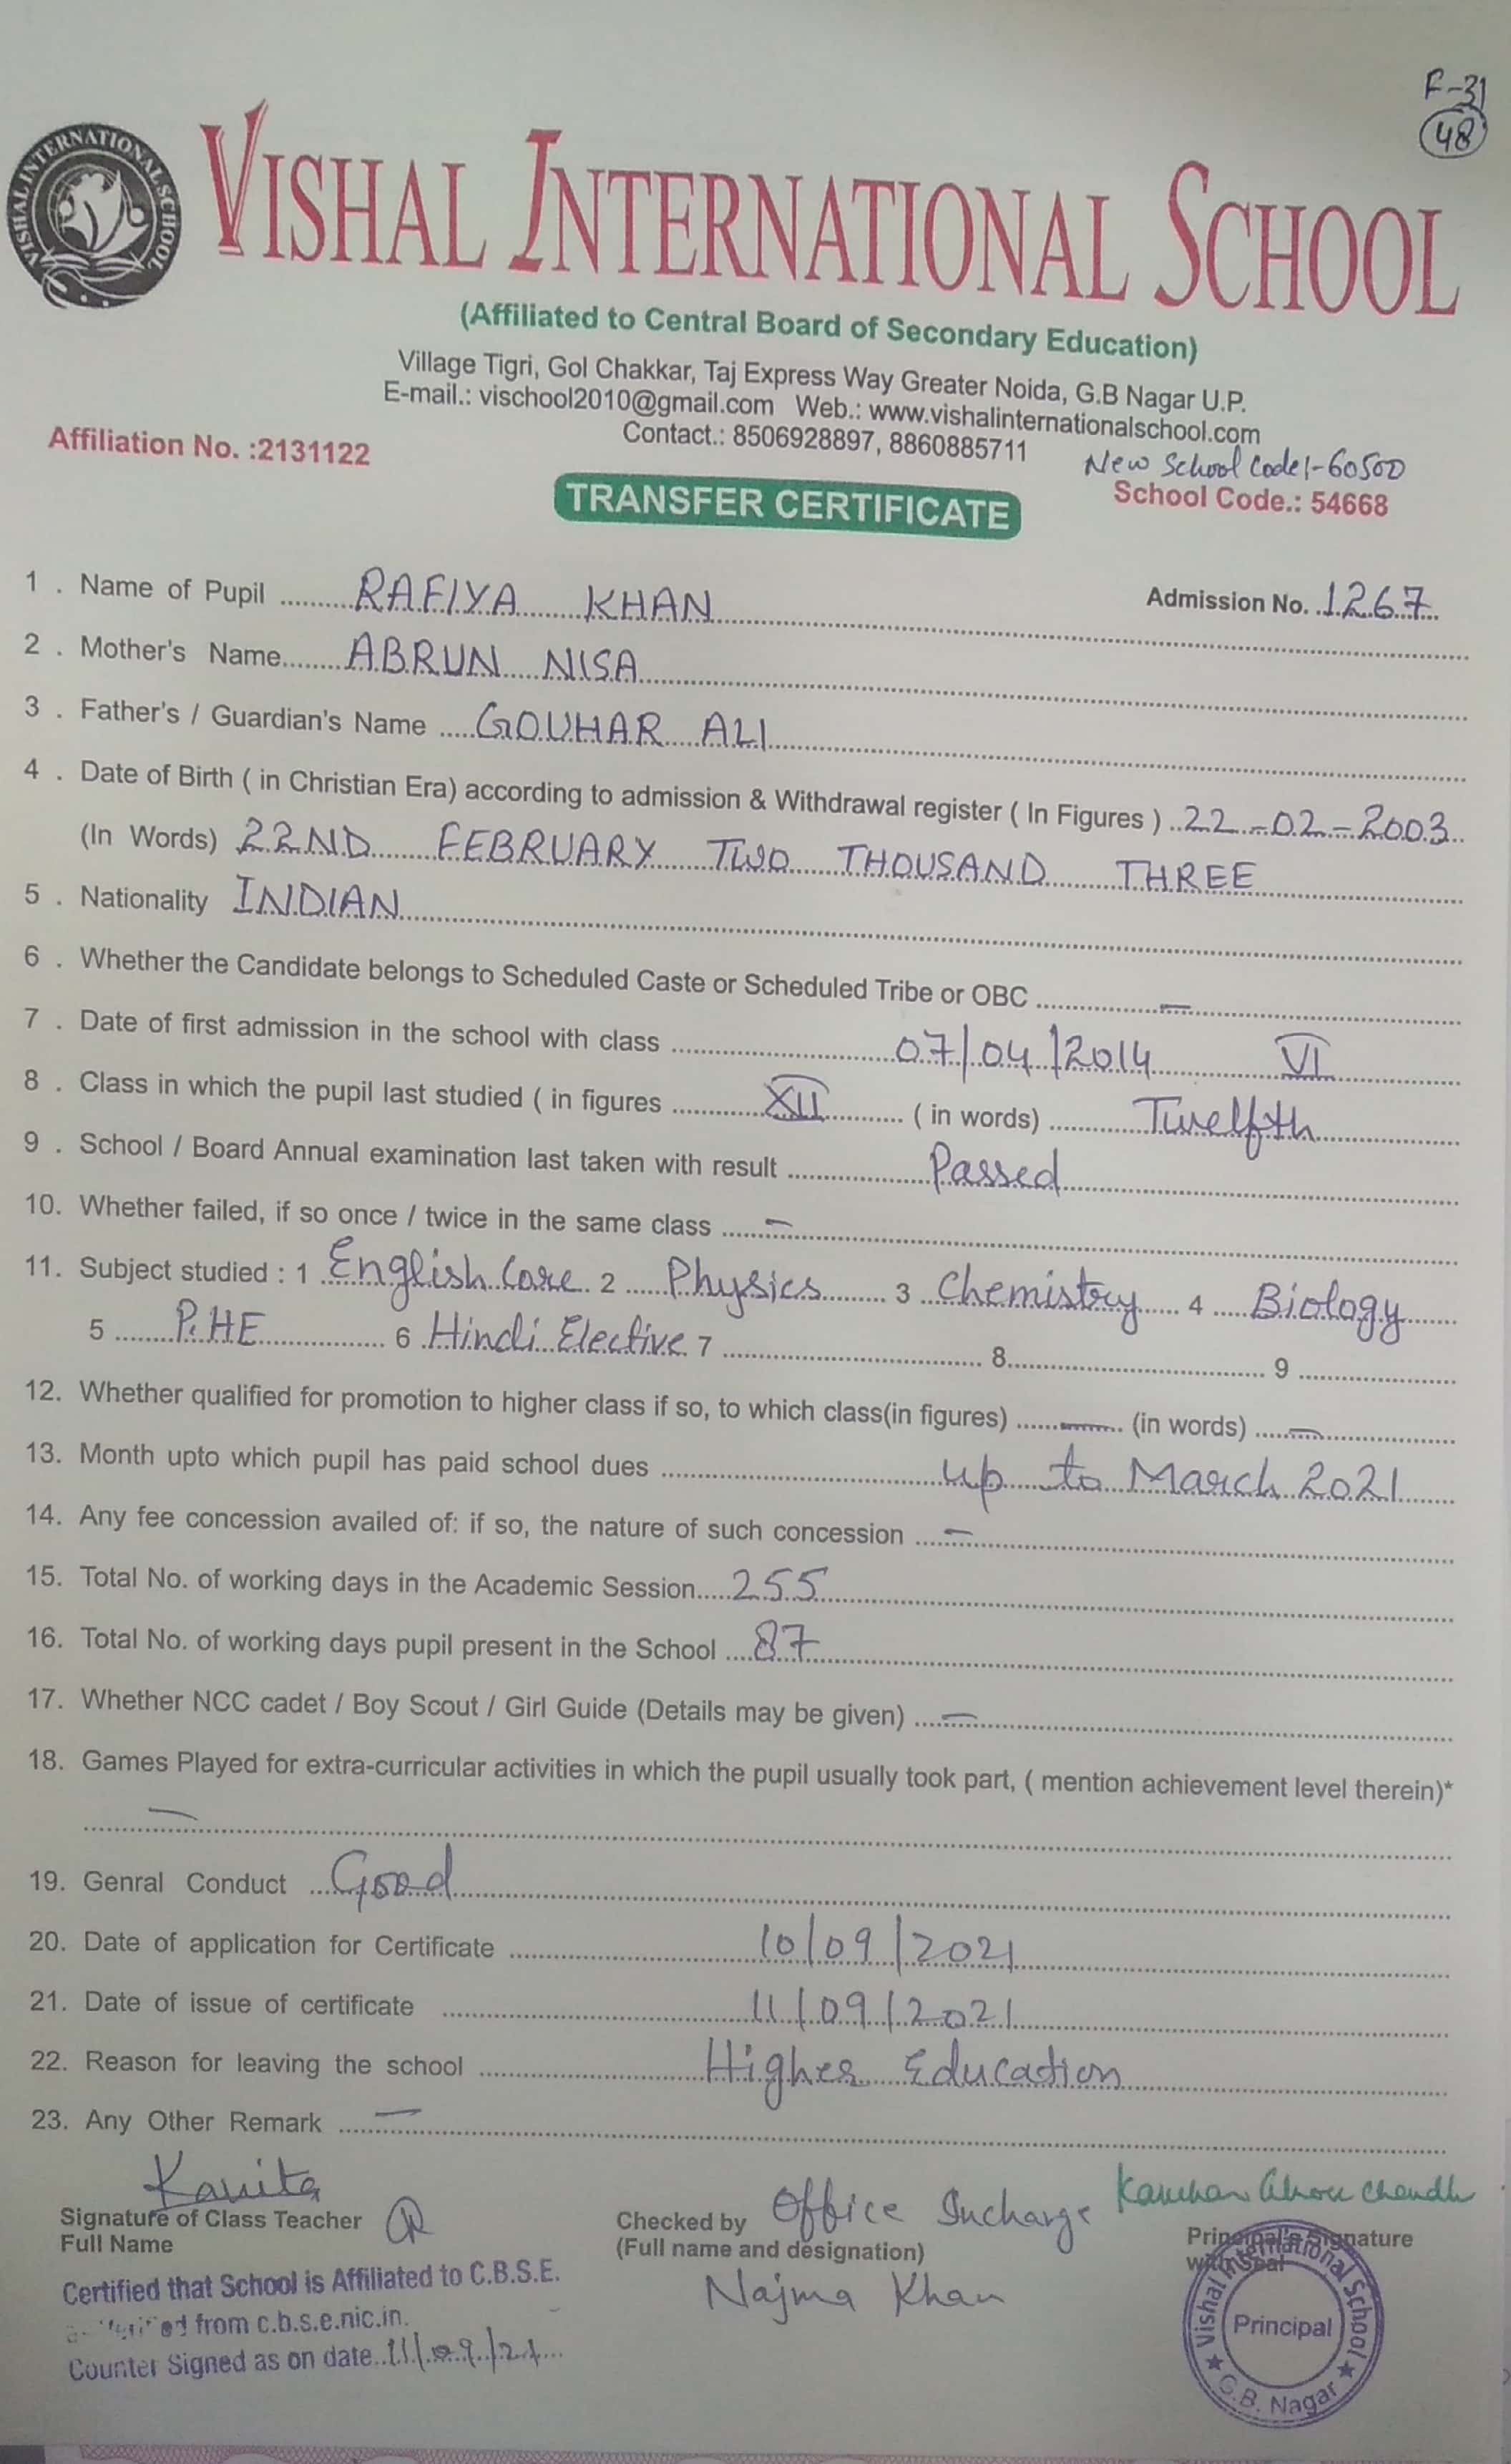 F-31
48
VISHAL INTERNATIONAL SCHOOL
VISHAL INTERNATIONAL SCHOOL
(Affiliated to Central Board of Secondary Education)
Village Tigri, Gol Chakkar, Taj Express Way Greater Noida, G.B Nagar U.P.
E-mail.: vischool2010@gmail.com Web.: www.vishalinternationalschool.com
Contact.: 8506928897, 8860885711
Affiliation No. :2131122
New School Code:-60500
School Code.: 54668
TRANSFER CERTIFICATE
1 . Name of Pupil RAFIYA KHAN Admission No. 1267
2 . Mother's Name ABRUN NISA
3 . Father's / Guardian's Name GOUHAR ALI
4 . Date of Birth ( in Christian Era) according to admission & Withdrawal register ( In Figures ) 22-02-2003
(In Words) 22ND FEBRUARY TWO THOUSAND THREE
5 . Nationality INDIAN
6 . Whether the Candidate belongs to Scheduled Caste or Scheduled Tribe or OBC —
7 . Date of first admission in the school with class 07/04/2014 VI
8 . Class in which the pupil last studied ( in figures XII ( in words) Twelfth
9 . School / Board Annual examination last taken with result Passed
10. Whether failed, if so once / twice in the same class —
11. Subject studied : 1 English Core 2 Physics 3 Chemistry 4 Biology
5 P.HE 6 Hindi Elective 7 8 9
12. Whether qualified for promotion to higher class if so, to which class(in figures) — (in words) —
13. Month upto which pupil has paid school dues up to March 2021
14. Any fee concession availed of: if so, the nature of such concession —
15. Total No. of working days in the Academic Session 255
16. Total No. of working days pupil present in the School 87
17. Whether NCC cadet / Boy Scout / Girl Guide (Details may be given) —
18. Games Played for extra-curricular activities in which the pupil usually took part, ( mention achievement level therein)*
—
19. Genral Conduct Good
20. Date of application for Certificate 10/09/2021
21. Date of issue of certificate 11/09/2021
22. Reason for leaving the school Higher Education
23. Any Other Remark —
Kavita
Signature of Class Teacher
Full Name
Checked by Office Incharge
(Full name and designation)
Najma Khan
Principal's Signature
with Seal
Certified that School is Affiliated to C.B.S.E.
from c.b.s.e.nic.in.
Counter Signed as on date 11/09/21
Vishal International School
Principal
G.B. Nagar